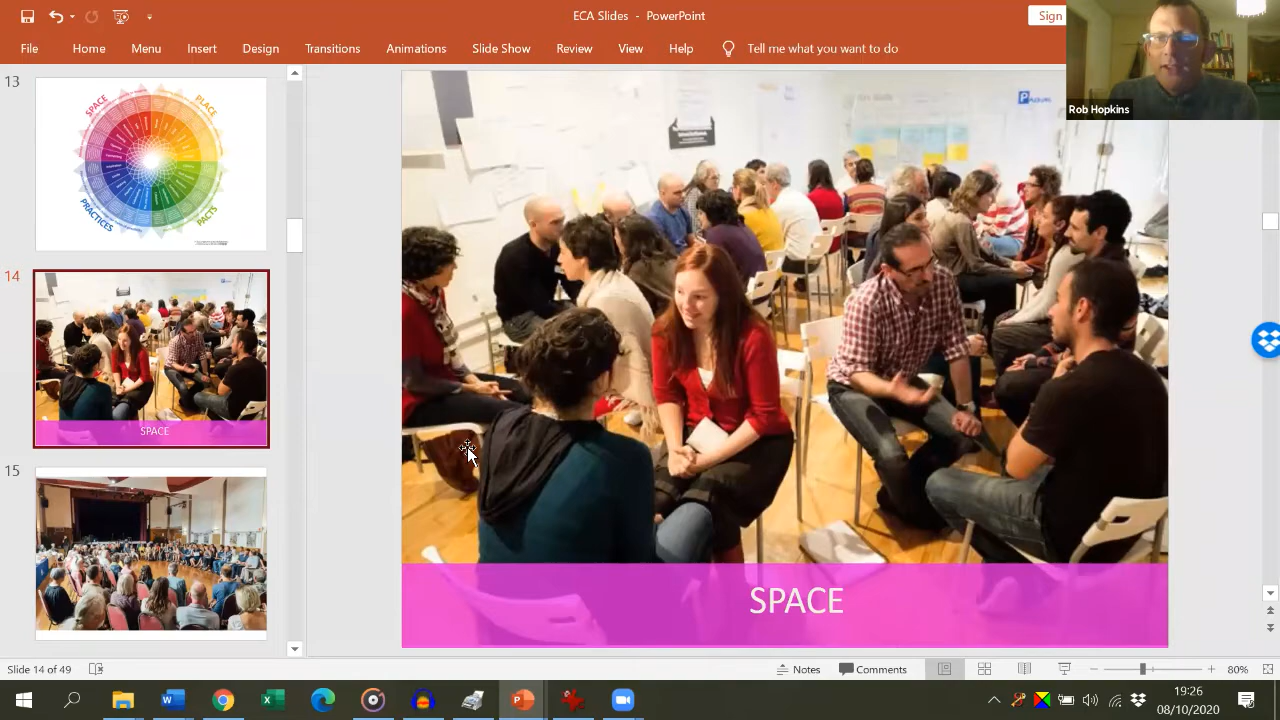 ECA Slides - PowerPoint
Sign
File Home Menu Insert Design Transitions Animations Slide Show Review View Help Tell me what you want to do
Rob Hopkins
13
SPACE
PLACE
PRACTICES
PACTS
14
SPACE
15
SPACE
Slide 14 of 49
Notes
Comments
80%
19:26
08/10/2020